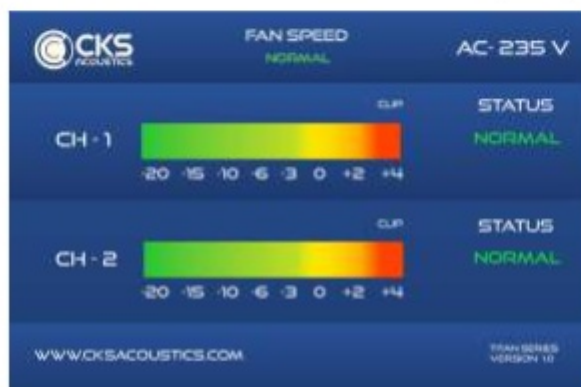 CKS
ACOUSTICS
FAN SPEED
NORMAL
AC- 235 V
CLIP
STATUS
CH - 1
NORMAL
-20 -15 -10 -6 -3 0 +2 +4
CLIP
STATUS
CH - 2
NORMAL
-20 -15 -10 -6 -3 0 +2 +4
WWW.CKSACOUSTICS.COM
TITAN SERIES
VERSION 1.0